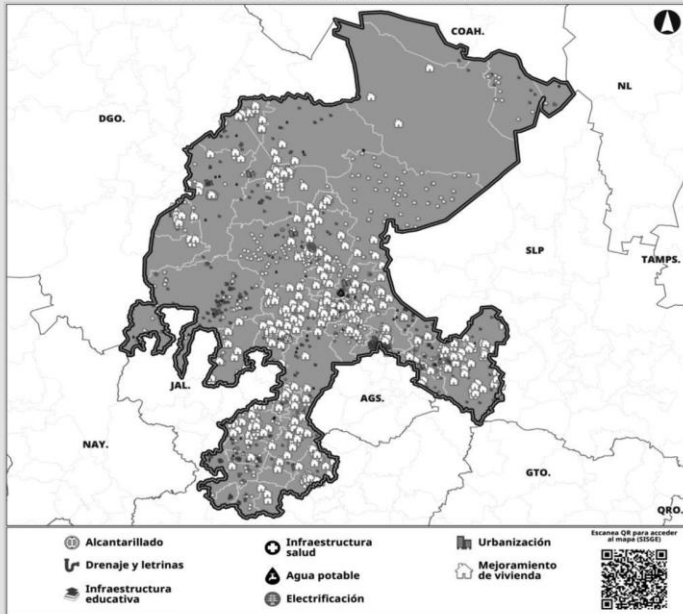 COAH.
NL
DGO.
SLP
TAMPS.
JAL.
AGS.
NAY.
GTO.
QRO.
Alcantarillado
Drenaje y letrinas
Infraestructura
educativa
Infraestructura
salud
Agua potable
Electrificación
Urbanización
Mejoramiento
de vivienda
Escanea QR para acceder
al mapa (SISGE)